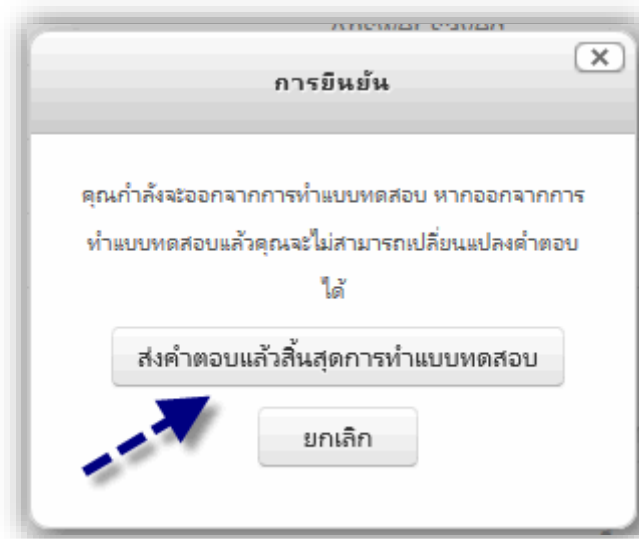 Answer saved
การยืนยัน
คุณกำลังจะออกจากการทำแบบทดสอบ หากออกจากการ
ทำแบบทดสอบแล้วคุณจะไม่สามารถเปลี่ยนแปลงคำตอบ
ได้
ส่งคำตอบแล้วสิ้นสุดการทำแบบทดสอบ
ยกเลิก